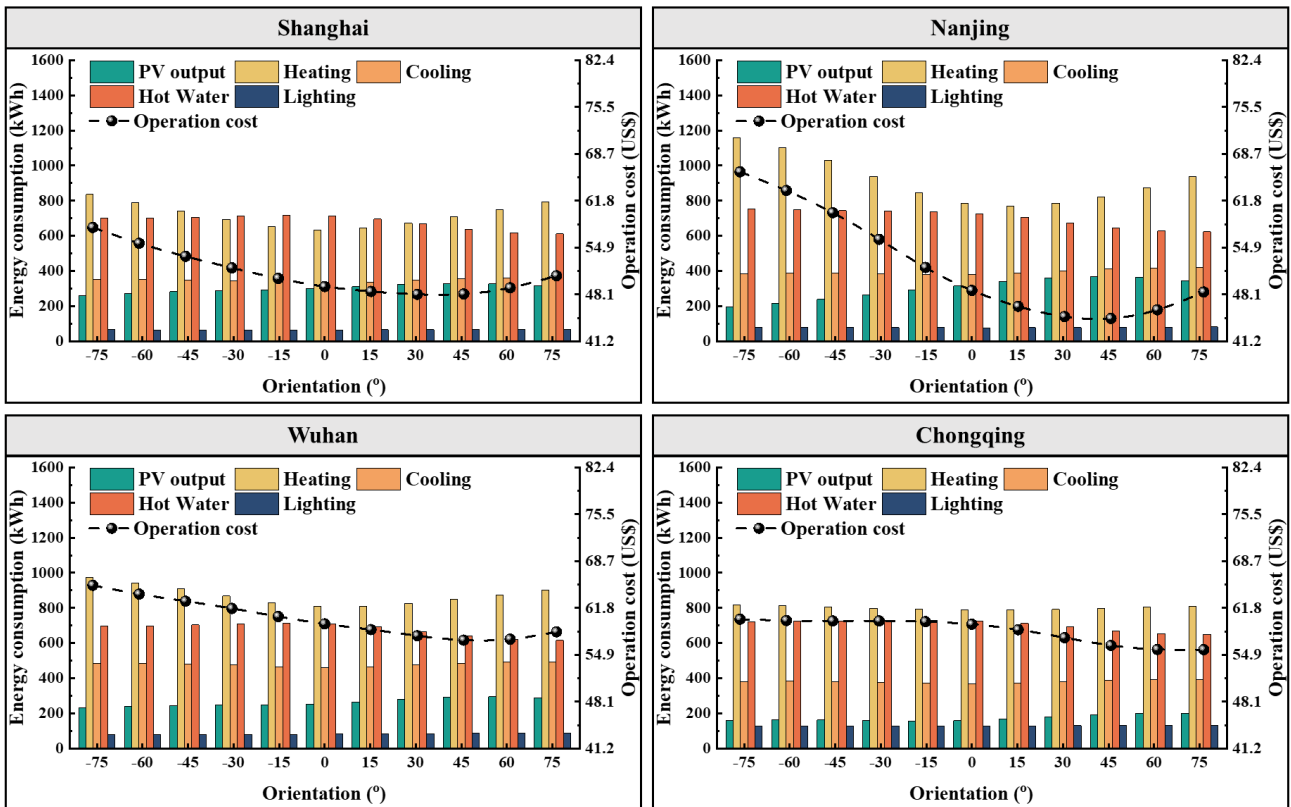 Shanghai
1600
1400
1200
1000
800
600
400
200
0
Energy consumption (kWh)
PV output Heating Cooling
Hot Water Lighting
Operation cost
82.4
75.5
68.7
61.8
54.9
48.1
41.2
Operation cost (US$)
-75 -60 -45 -30 -15 0 15 30 45 60 75
Orientation (º)
Nanjing
1600
1400
1200
1000
800
600
400
200
0
Energy consumption (kWh)
PV output Heating Cooling
Hot Water Lighting
Operation cost
82.4
75.5
68.7
61.8
54.9
48.1
41.2
Operation cost (US$)
-75 -60 -45 -30 -15 0 15 30 45 60 75
Orientation (º)
Wuhan
1600
1400
1200
1000
800
600
400
200
0
Energy consumption (kWh)
PV output Heating Cooling
Hot Water Lighting
Operation cost
82.4
75.5
68.7
61.8
54.9
48.1
41.2
Operation cost (US$)
-75 -60 -45 -30 -15 0 15 30 45 60 75
Orientation (º)
Chongqing
1600
1400
1200
1000
800
600
400
200
0
Energy consumption (kWh)
PV output Heating Cooling
Hot Water Lighting
Operation cost
82.4
75.5
68.7
61.8
54.9
48.1
41.2
Operation cost (US$)
-75 -60 -45 -30 -15 0 15 30 45 60 75
Orientation (º)